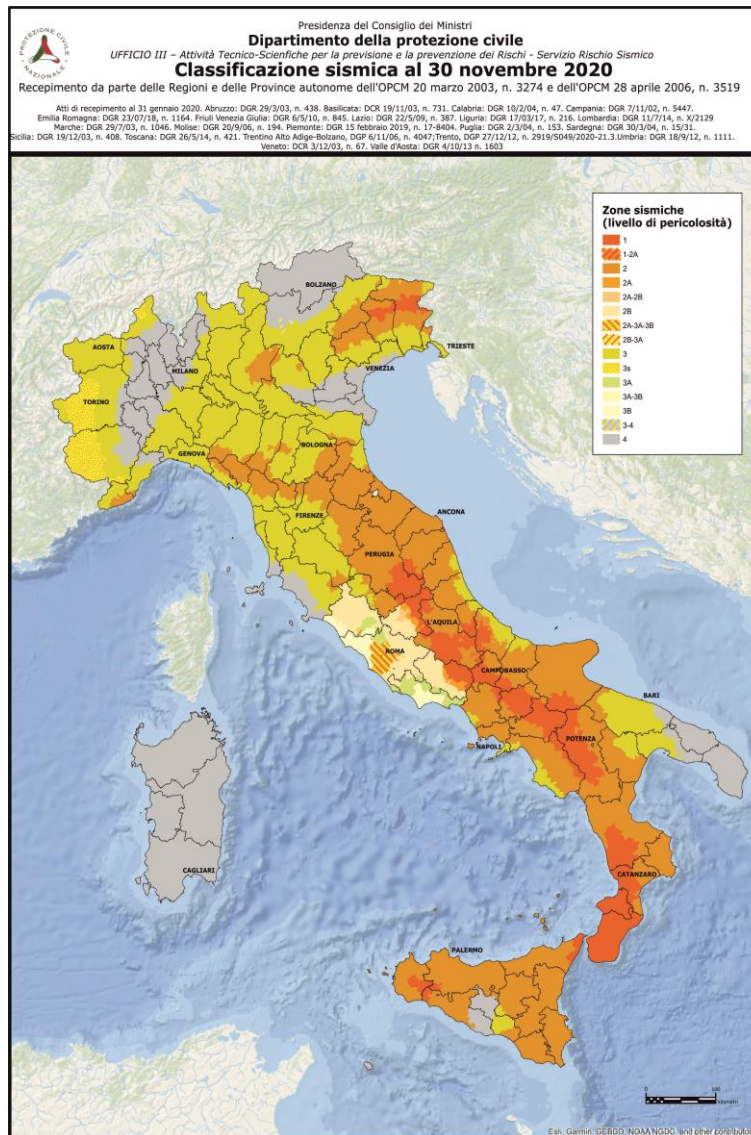 Presidenza del Consiglio dei Ministri
Dipartimento della protezione civile
UFFICIO III – Attività Tecnico-Scienfiche per la previsione e la prevenzione dei Rischi - Servizio Rischio Sismico
Classificazione sismica al 30 novembre 2020
Recepimento da parte delle Regioni e delle Province autonome dell'OPCM 20 marzo 2003, n. 3274 e dell'OPCM 28 aprile 2006, n. 3519
Atti di recepimento al 31 gennaio 2020. Abruzzo: DGR 29/3/03, n. 438. Basilicata: DCR 19/11/03, n. 731. Calabria: DGR 10/2/04, n. 47. Campania: DGR 7/11/02, n. 5447.
Emilia Romagna: DGR 23/07/18, n. 1164. Friuli Venezia Giulia: DGR 6/5/10, n. 845. Lazio: DGR 22/5/09, n. 387. Liguria: DGR 17/03/17, n. 216. Lombardia: DGR 11/7/14, n. X/2129
Marche: DGR 29/7/03, n. 1046. Molise: DGR 20/9/06, n. 194. Piemonte: DGR 15 febbraio 2019, n. 17-8404. Puglia: DGR 2/3/04, n. 153. Sardegna: DGR 30/3/04, n. 15/31.
Sicilia: DGR 19/12/03, n. 408. Toscana: DGR 26/5/14, n. 421. Trentino Alto Adige-Bolzano, DGP 6/11/06, n. 4047;Trento, DGP 27/12/12, n. 2919/S049/2020-21.3.Umbria: DGR 18/9/12, n. 1111.
Veneto: DCR 3/12/03, n. 67. Valle d'Aosta: DGR 4/10/13 n. 1603
PROTEZIONE CIVILE
NAZIONALE
Zone sismiche
(livello di pericolosità)
1
1-2A
2
2A
2A-2B
2B
2A-3A-3B
2B-3A
3
3s
3A
3A-3B
3B
3-4
4
BOLZANO
TRIESTE
AOSTA
MILANO
VENEZIA
TORINO
BOLOGNA
GENOVA
ANCONA
FIRENZE
PERUGIA
L'AQUILA
ROMA
CAMPOBASSO
BARI
POTENZA
NAPOLI
CAGLIARI
CATANZARO
PALERMO
0
100
Esri, Garmin, GEBCO, NOAA NGDC, and other contributor